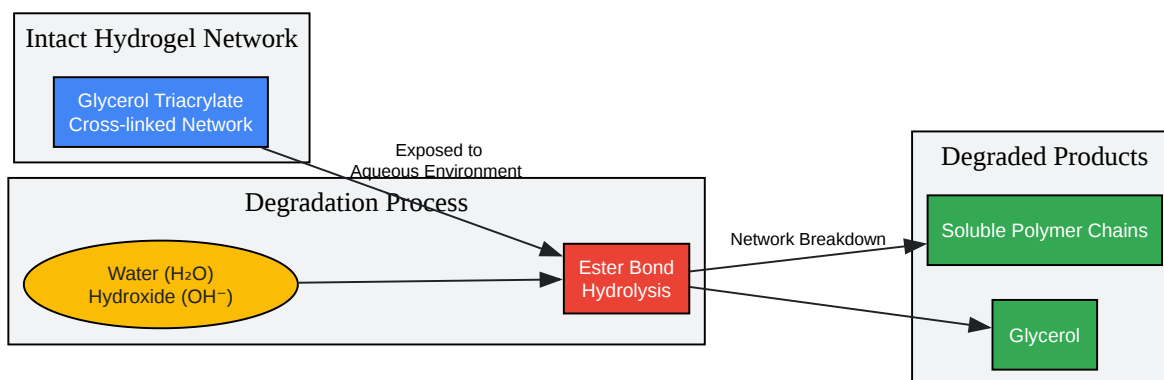 Intact Hydrogel Network
Glycerol Triacrylate
Cross-linked Network
Exposed to
Aqueous Environment
Degradation Process
Water (H₂O)
Hydroxide (OH⁻)
Ester Bond
Hydrolysis
Network Breakdown
Degraded Products
Soluble Polymer Chains
Glycerol